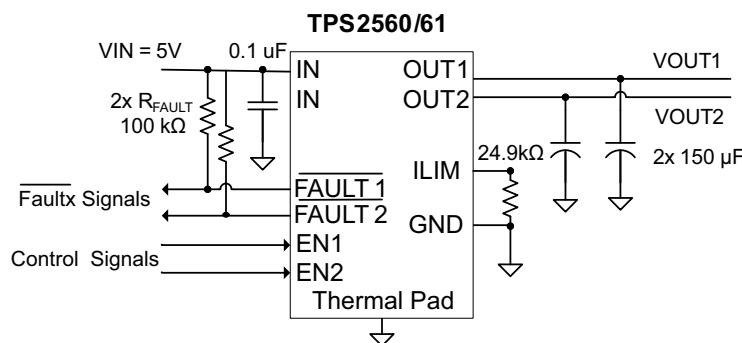 TPS2560/61
VIN = 5V
0.1 uF
IN
OUT1
VOUT1
IN
OUT2
VOUT2
2x RFAULT
100 kΩ
24.9kΩ
2x 150 µF
ILIM
Faultx Signals
FAULT 1
FAULT 2
GND
EN1
Control Signals
EN2
Thermal Pad